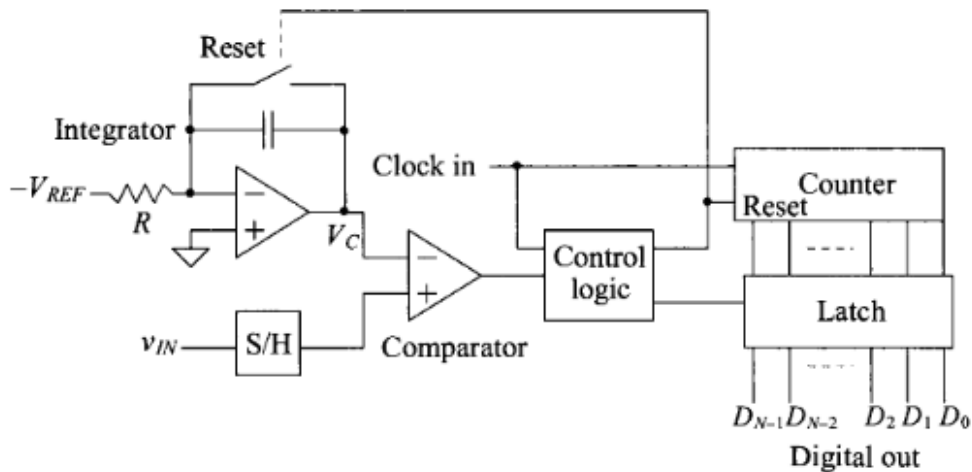 Reset
Integrator
Clock in
Counter
−V_REF
R
−
+
V_C
Reset
−
+
Control
logic
Latch
v_IN
S/H
Comparator
D_{N−1} D_{N−2} D_2 D_1 D_0
Digital out